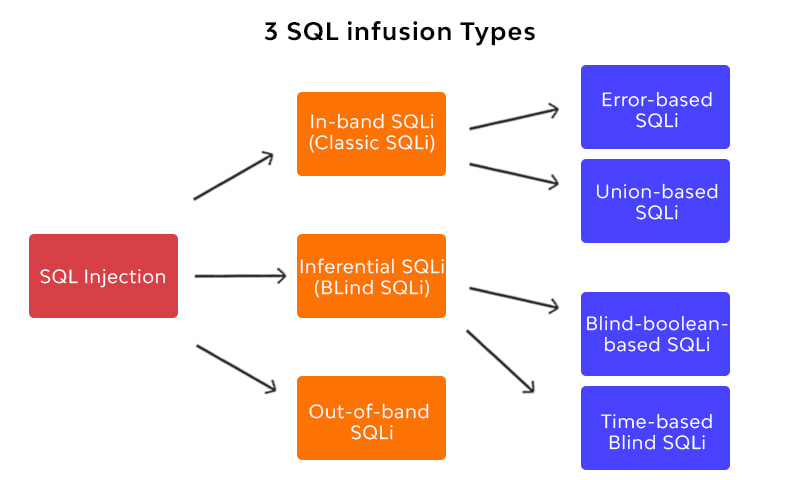 3 SQL infusion Types
SQL Injection
In-band SQLi
(Classic SQLi)
Inferential SQLi
(BLind SQLi)
Out-of-band
SQLi
Error-based
SQLi
Union-based
SQLi
Blind-boolean-
based SQLi
Time-based
Blind SQLi